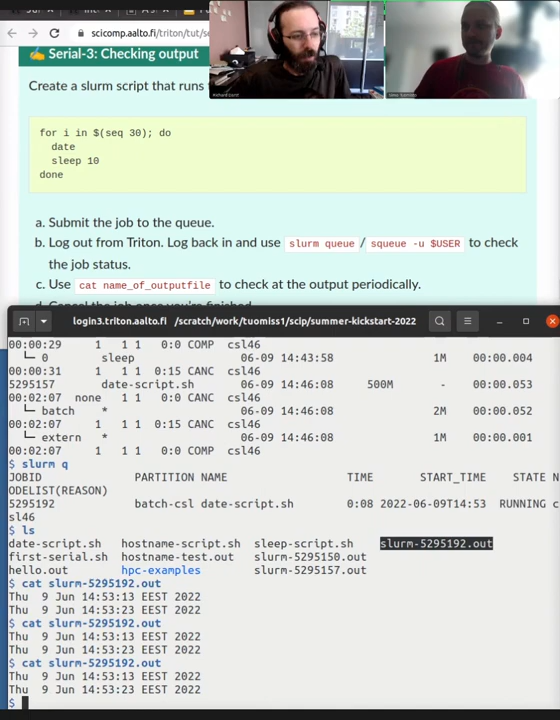 scicomp.aalto.fi/triton/tut/s
Serial-3: Checking output
Create a slurm script that runs
for i in $(seq 30); do
date
sleep 10
done
a. Submit the job to the queue.
b. Log out from Triton. Log back in and use slurm queue / squeue -u $USER to check
the job status.
c. Use cat name_of_outputfile to check at the output periodically.
d. Cancel the job once you're finished.
login3.triton.aalto.fi /scratch/work/tuomiss1/scip/summer-kickstart-2022
00:00:29 1 1 1 0:0 COMP csl46
└─ 0 sleep 06-09 14:43:58 1M 00:00.004
00:00:31 1 1 1 0:0 COMP csl46
5295157 date-script.sh 06-09 14:46:08 500M - 00:00.053
00:02:07 none 1 1 0:0 CANC csl46
└─ batch * 06-09 14:46:08 2M 00:00.052
00:02:07 1 1 1 0:15 CANC csl46
└─ extern * 06-09 14:46:08 1M 00:00.001
00:02:07 1 1 1 0:0 COMP csl46
$ slurm q
JOBID PARTITION NAME TIME START_TIME STATE N
ODELIST(REASON)
5295192 batch-csl date-script.sh 0:08 2022-06-09T14:53 RUNNING c
sl46
$ ls
date-script.sh hostname-script.sh sleep-script.sh slurm-5295192.out
first-serial.sh hostname-test.out slurm-5295150.out
hello.out hpc-examples slurm-5295157.out
$ cat slurm-5295192.out
Thu 9 Jun 14:53:13 EEST 2022
Thu 9 Jun 14:53:23 EEST 2022
$ cat slurm-5295192.out
Thu 9 Jun 14:53:13 EEST 2022
Thu 9 Jun 14:53:23 EEST 2022
$ cat slurm-5295192.out
Thu 9 Jun 14:53:13 EEST 2022
Thu 9 Jun 14:53:23 EEST 2022
$